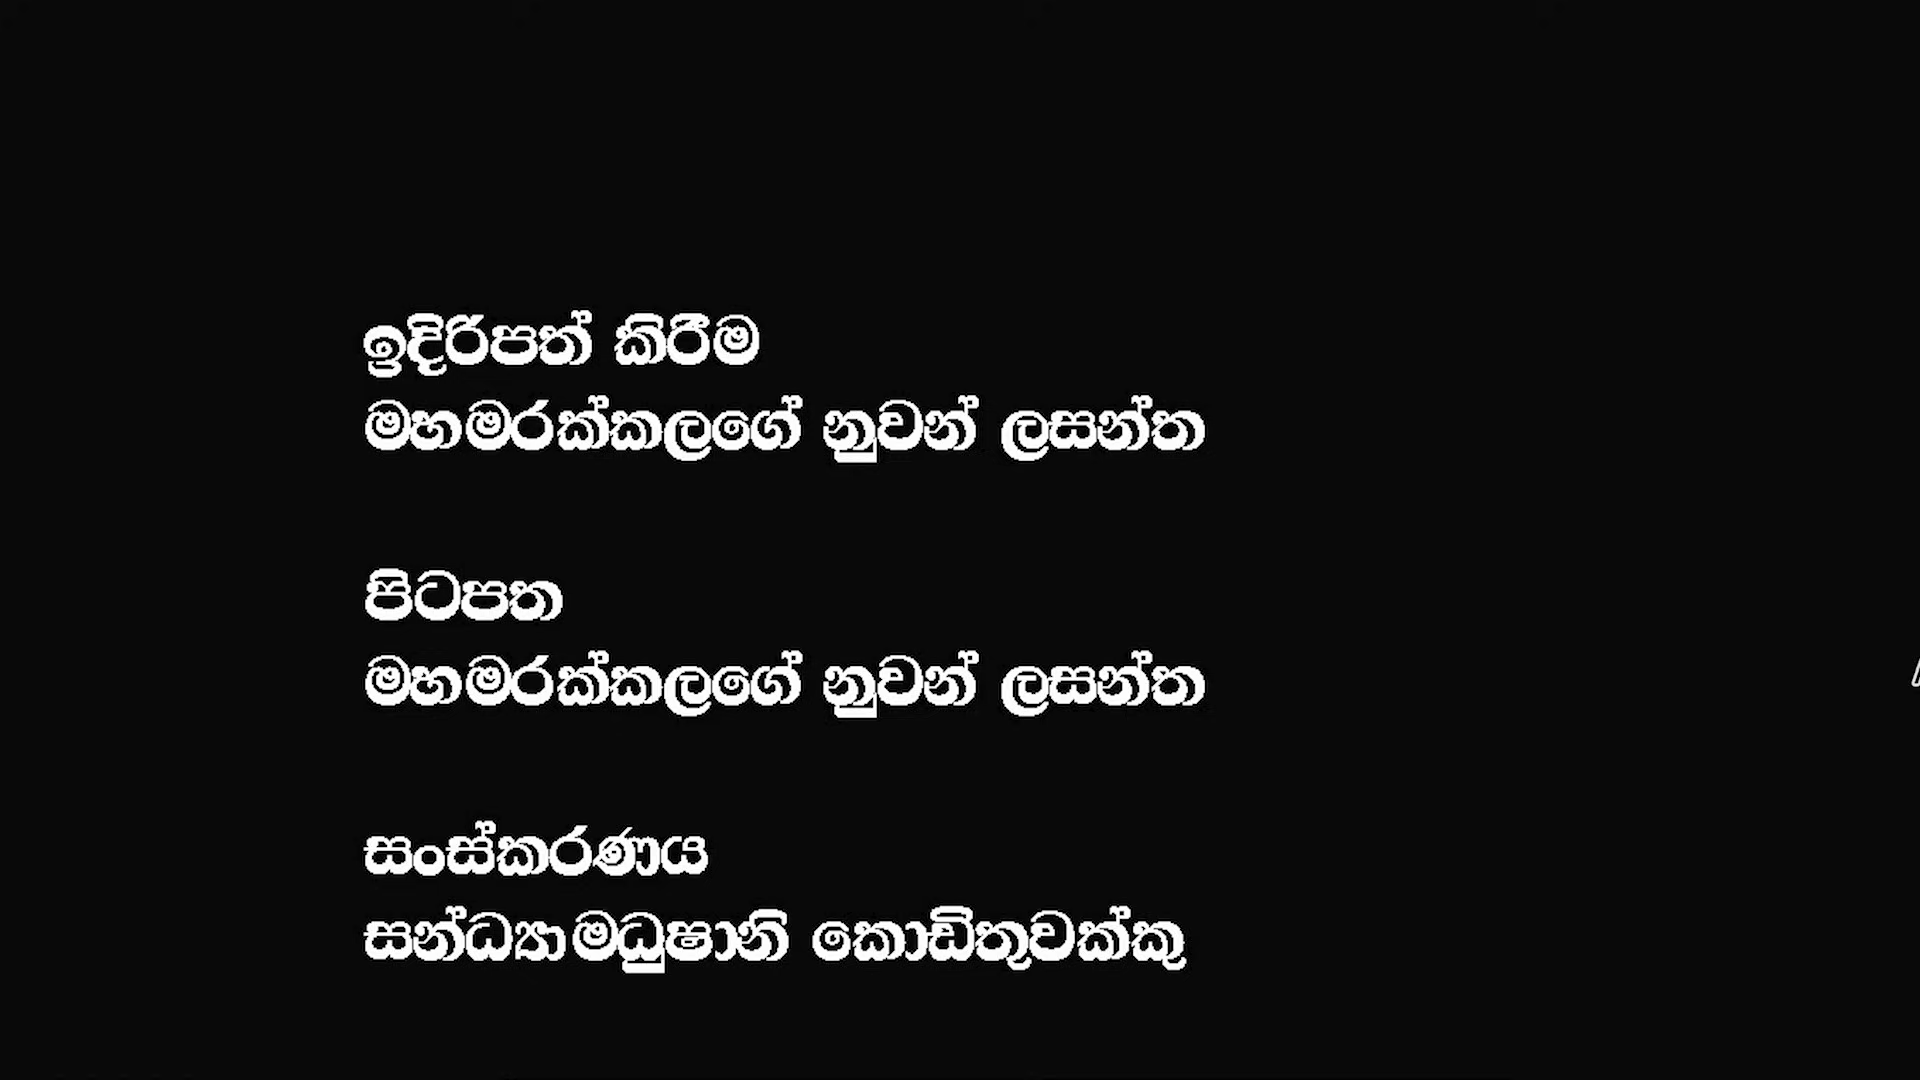 ඉදිරිපත් කිරීම
මහමරක්කලගේ නුවන් ලසන්ත
පිටපත
මහමරක්කලගේ නුවන් ලසන්ත
සංස්කරණය
සන්ධ්‍යාමධුෂානි කොඩිතුවක්කු